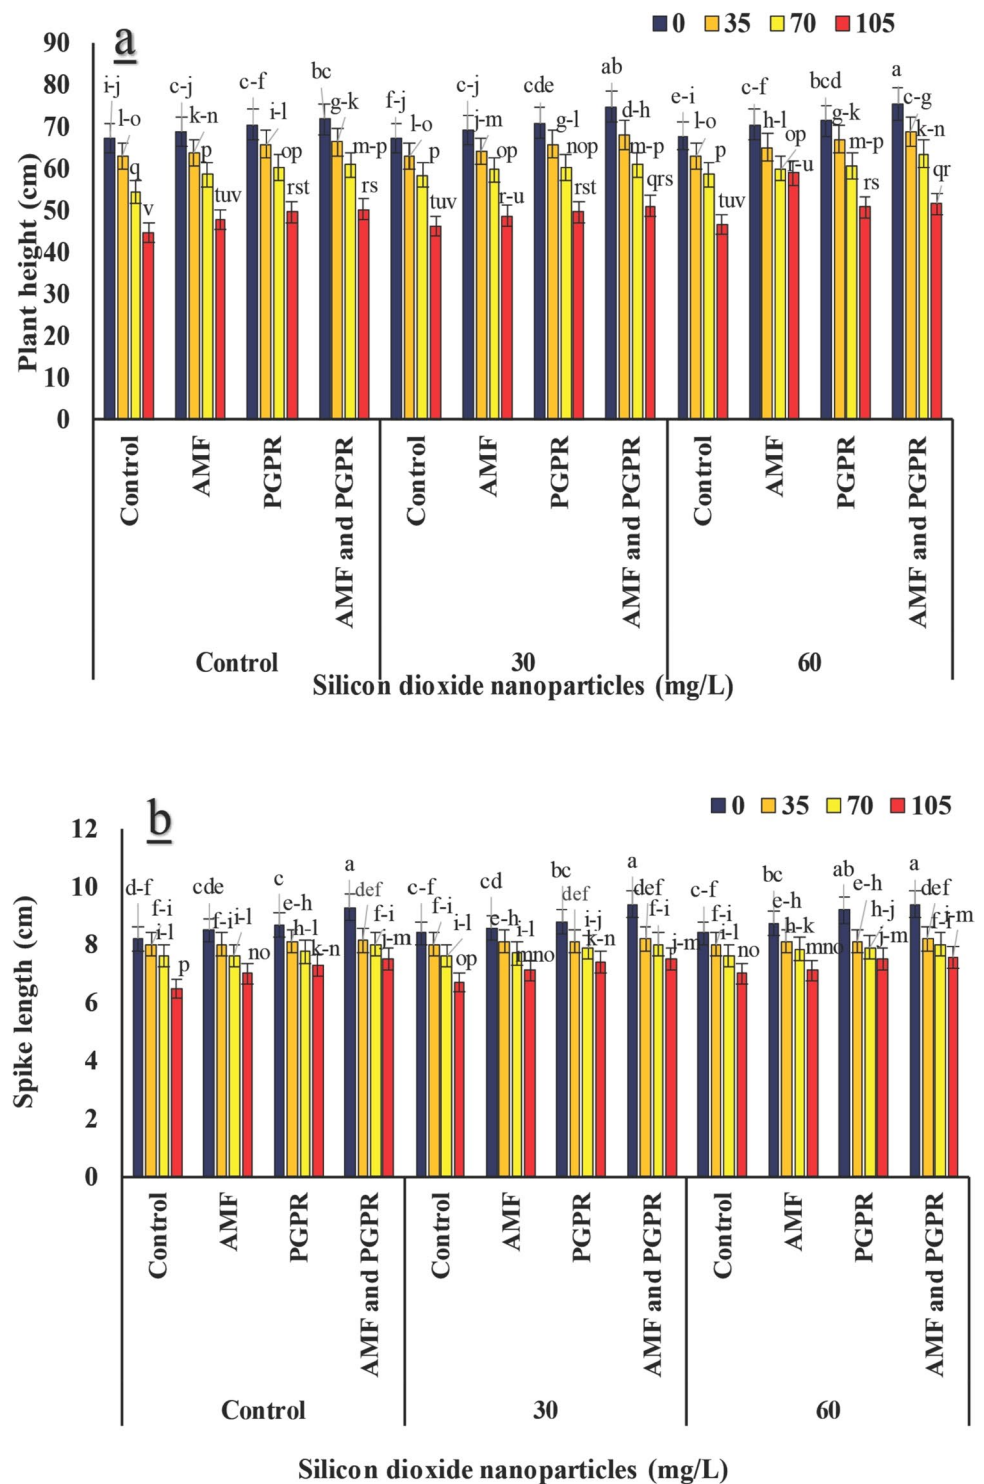 a
0 35 70 105
90
80
70
60
50
40
30
20
10
0
Plant height (cm)
i-j l-o q v
c-j k-n p tuv
c-f i-l op rst
bc g-k m-p rs
f-j l-o p tuv
c-j j-m op r-u
cde g-l nop rst
ab d-h m-p qrs
e-i l-o p tuv
c-f h-l op r-u
bcd g-k m-p rs
a c-g k-n qr
Control AMF PGPR AMF and PGPR Control AMF PGPR AMF and PGPR Control AMF PGPR AMF and PGPR
Control 30 60
Silicon dioxide nanoparticles (mg/L)
b
0 35 70 105
12
10
8
6
4
2
0
Spike length (cm)
d-f f-i i-l p
cde f-i i-l no
c e-h h-l k-n
a def f-i j-m
c-f f-i i-l op
cd e-h i-l mno
bc def i-j k-n
a def f-i j-m
c-f f-i i-l no
bc e-h h-k mno
ab e-h h-j j-m
a def f-i j-m
Control AMF PGPR AMF and PGPR Control AMF PGPR AMF and PGPR Control AMF PGPR AMF and PGPR
Control 30 60
Silicon dioxide nanoparticles (mg/L)